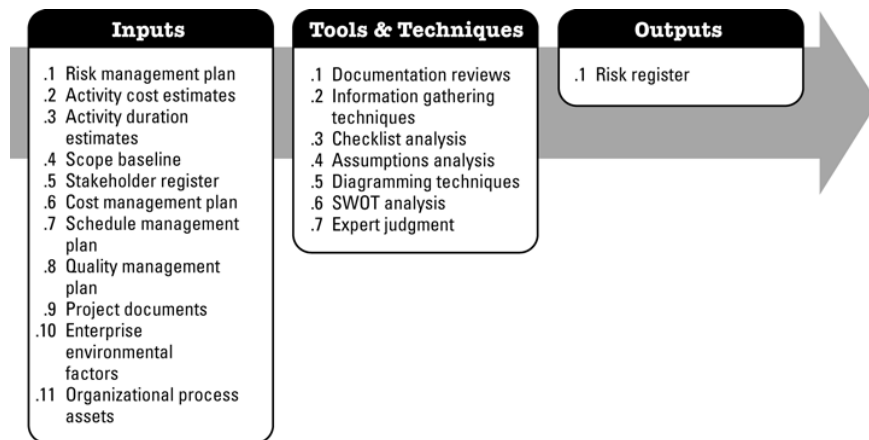 Inputs
.1 Risk management plan
.2 Activity cost estimates
.3 Activity duration
estimates
.4 Scope baseline
.5 Stakeholder register
.6 Cost management plan
.7 Schedule management
plan
.8 Quality management
plan
.9 Project documents
.10 Enterprise
environmental
factors
.11 Organizational process
assets
Tools & Techniques
.1 Documentation reviews
.2 Information gathering
techniques
.3 Checklist analysis
.4 Assumptions analysis
.5 Diagramming techniques
.6 SWOT analysis
.7 Expert judgment
Outputs
.1 Risk register